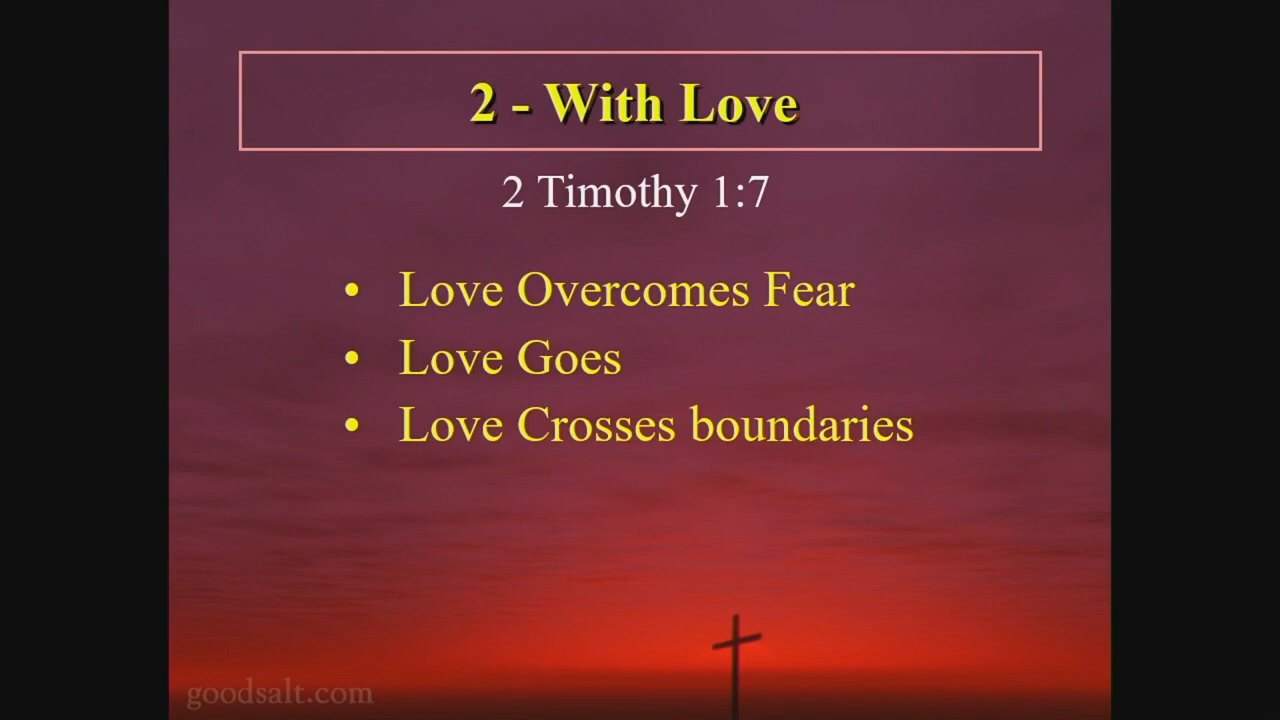 2 - With Love
2 Timothy 1:7
• Love Overcomes Fear
• Love Goes
• Love Crosses boundaries
goodsalt.com